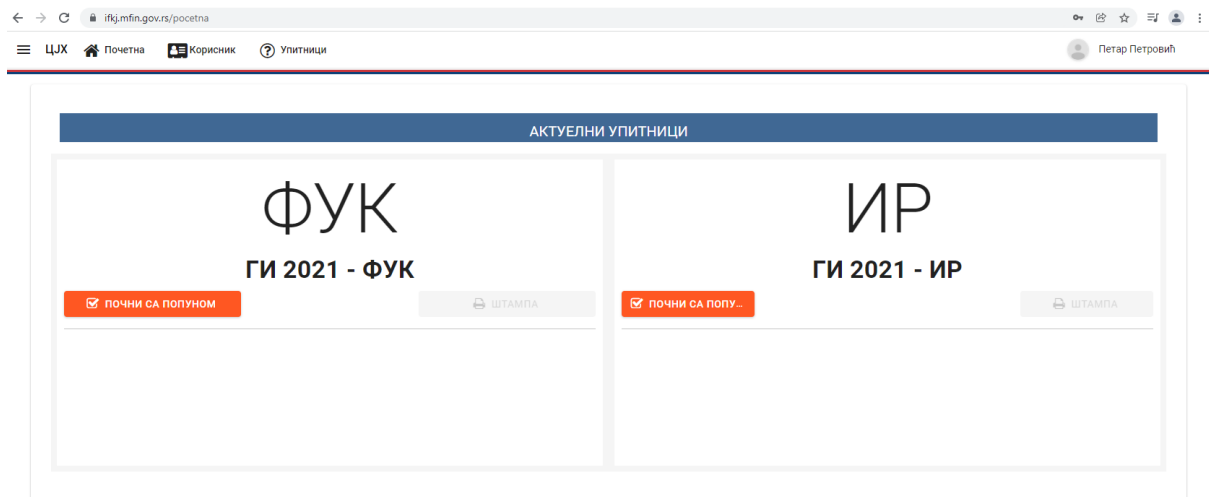 ifkj.mfin.gov.rs/pocetna
ЦЈХ Почетна Корисник Упитници Петар Петровић
АКТУЕЛНИ УПИТНИЦИ
ФУК
ГИ 2021 - ФУК
ПОЧНИ СА ПОПУНОМ ШТАМПА
ИР
ГИ 2021 - ИР
ПОЧНИ СА ПОПУ... ШТАМПА